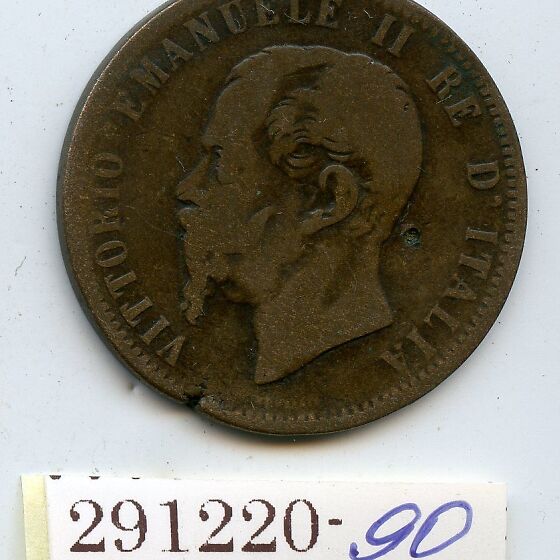 VITTORIO EMANUELE II RE D'ITALIA
291220-90